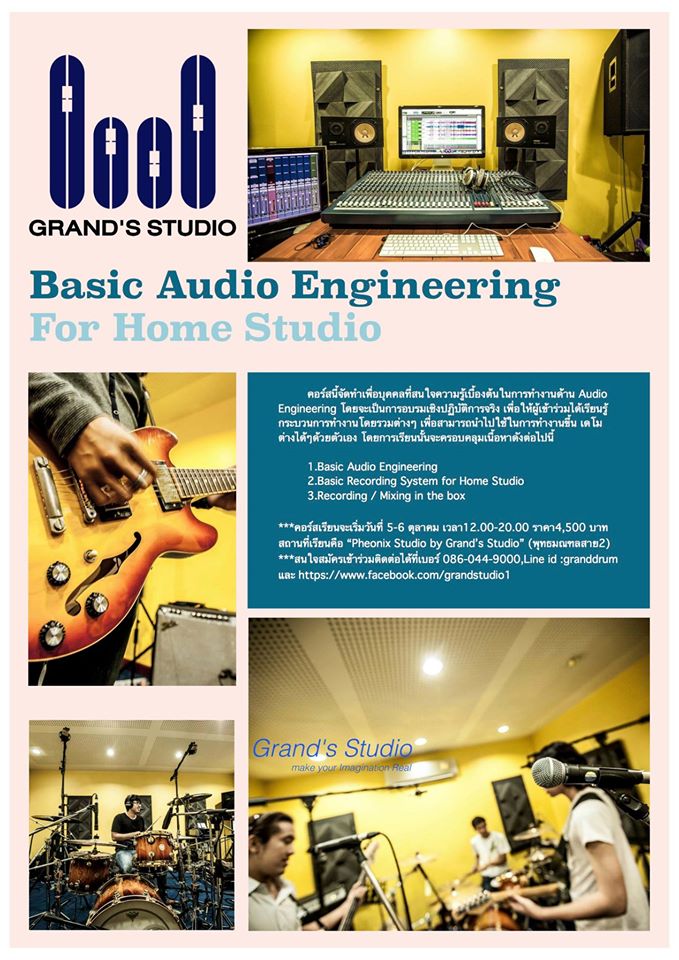 GRAND'S STUDIO
Basic Audio Engineering
For Home Studio
คอร์สนี้จัดทำเพื่อบุคคลที่สนใจความรู้เบื้องต้นในการทำงานด้าน Audio
Engineering โดยจะเป็นการอบรมเชิงปฏิบัติการจริง เพื่อให้ผู้เข้าร่วมได้เรียนรู้
กระบวนการทำงานโดยรวมต่างๆ เพื่อสามารถนำไปใช้ในการทำงานขึ้น เดโม
ต่างได้ๆด้วยตัวเอง โดยการเรียนนั้นจะครอบคลุมเนื้อหาดังต่อไปนี้
1.Basic Audio Engineering
2.Basic Recording System for Home Studio
3.Recording / Mixing in the box
***คอร์สเรียนจะเริ่มวันที่ 5-6 ตุลาคม เวลา12.00-20.00 ราคา4,500 บาท
สถานที่เรียนคือ “Pheonix Studio by Grand’s Studio” (พุทธมณฑลสาย2)
***สนใจสมัครเข้าร่วมติดต่อได้ที่เบอร์ 086-044-9000,Line id :granddrum
และ https://www.facebook.com/grandstudio1
Grand's Studio
make your Imagination Real